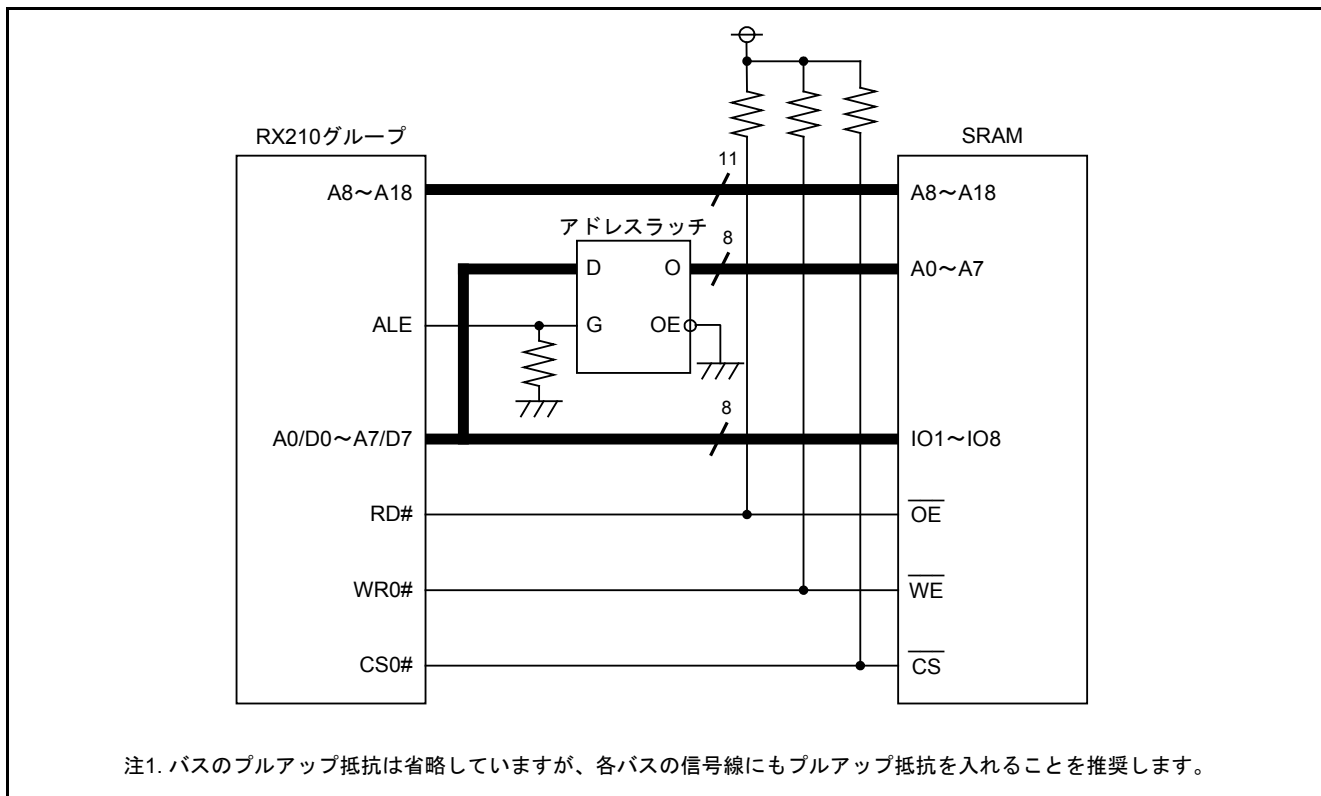 RX210グループ
SRAM
A8～A18
11
A8～A18
アドレスラッチ
8
D
O
A0～A7
ALE
G
OE
8
A0/D0～A7/D7
IO1～IO8
RD#
OE
WR0#
WE
CS0#
CS
注1. バスのプルアップ抵抗は省略していますが、各バスの信号線にもプルアップ抵抗を入れることを推奨します。